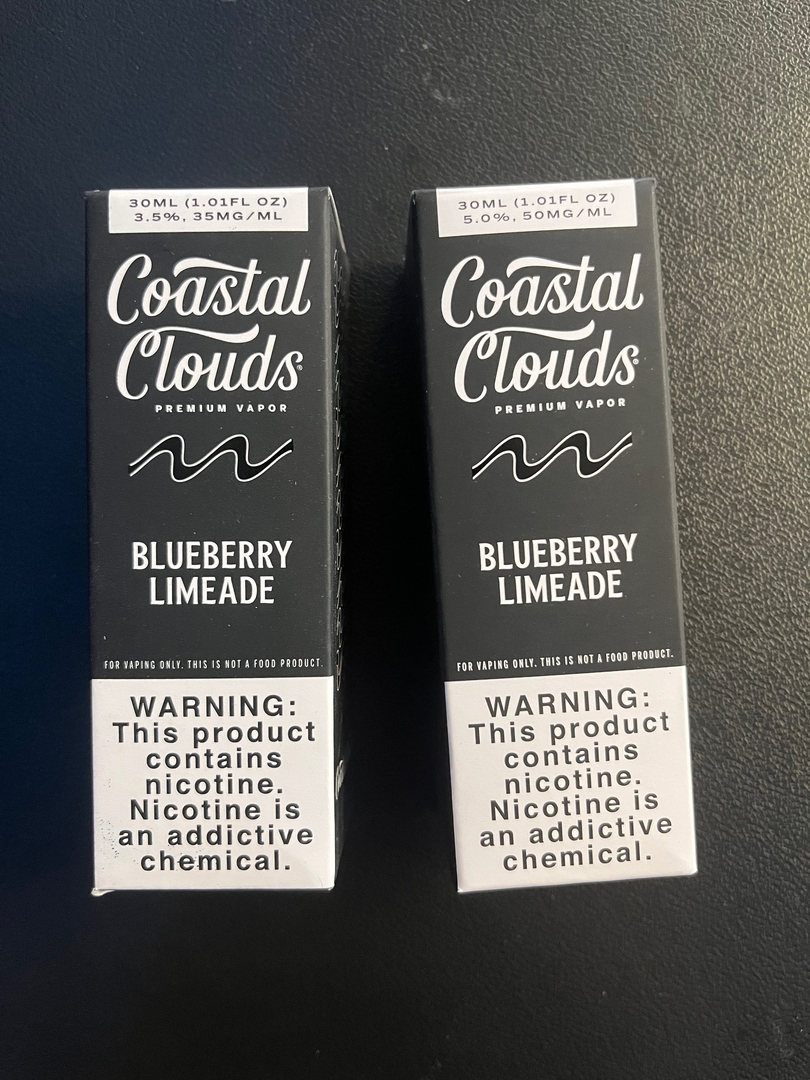 30ML (1.01FL OZ)
3.5%, 35MG/ML
Coastal
Clouds®
PREMIUM VAPOR
BLUEBERRY
LIMEADE
FOR VAPING ONLY. THIS IS NOT A FOOD PRODUCT.
WARNING:
This product
contains
nicotine.
Nicotine is
an addictive
chemical.
30ML (1.01FL OZ)
5.0%, 50MG/ML
Coastal
Clouds®
PREMIUM VAPOR
BLUEBERRY
LIMEADE
FOR VAPING ONLY. THIS IS NOT A FOOD PRODUCT.
WARNING:
This product
contains
nicotine.
Nicotine is
an addictive
chemical.